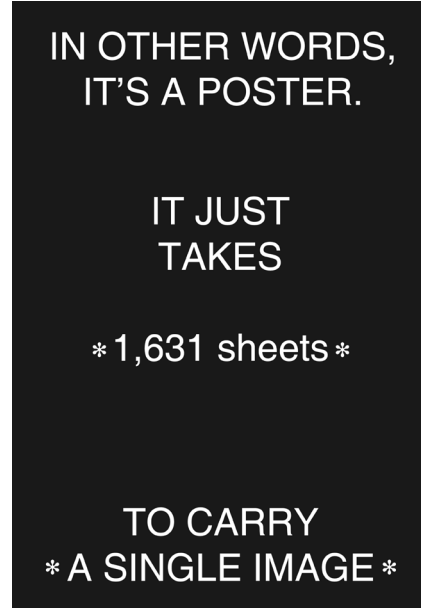 IN OTHER WORDS,
IT’S A POSTER.
IT JUST
TAKES
*1,631 sheets*
TO CARRY
*A SINGLE IMAGE*